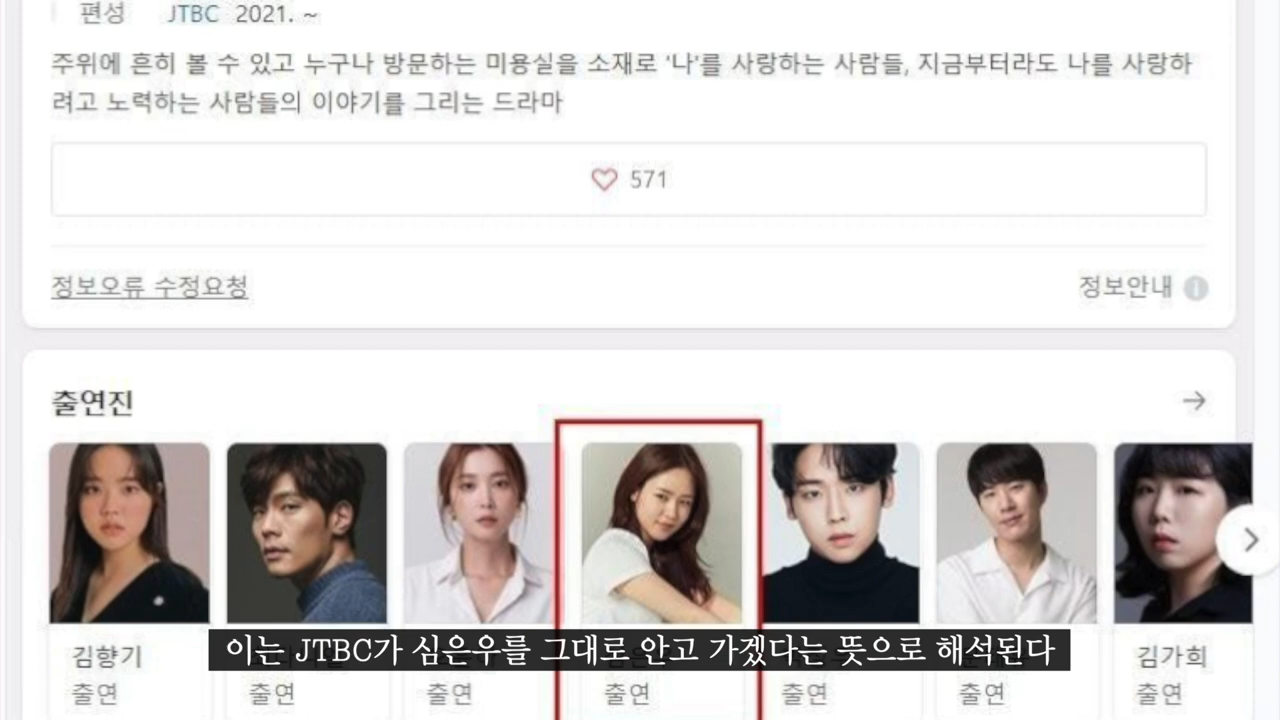 편성 JTBC 2021. ~
주위에 흔히 볼 수 있고 누구나 방문하는 미용실을 소재로 '나'를 사랑하는 사람들, 지금부터라도 나를 사랑하
려고 노력하는 사람들의 이야기를 그리는 드라마
571
정보오류 수정요청 정보안내
출연진
이는 JTBC가 심은우를 그대로 안고 가겠다는 뜻으로 해석된다
김향기 김가희
출연 출연 출연 출연 출연 출연 출연